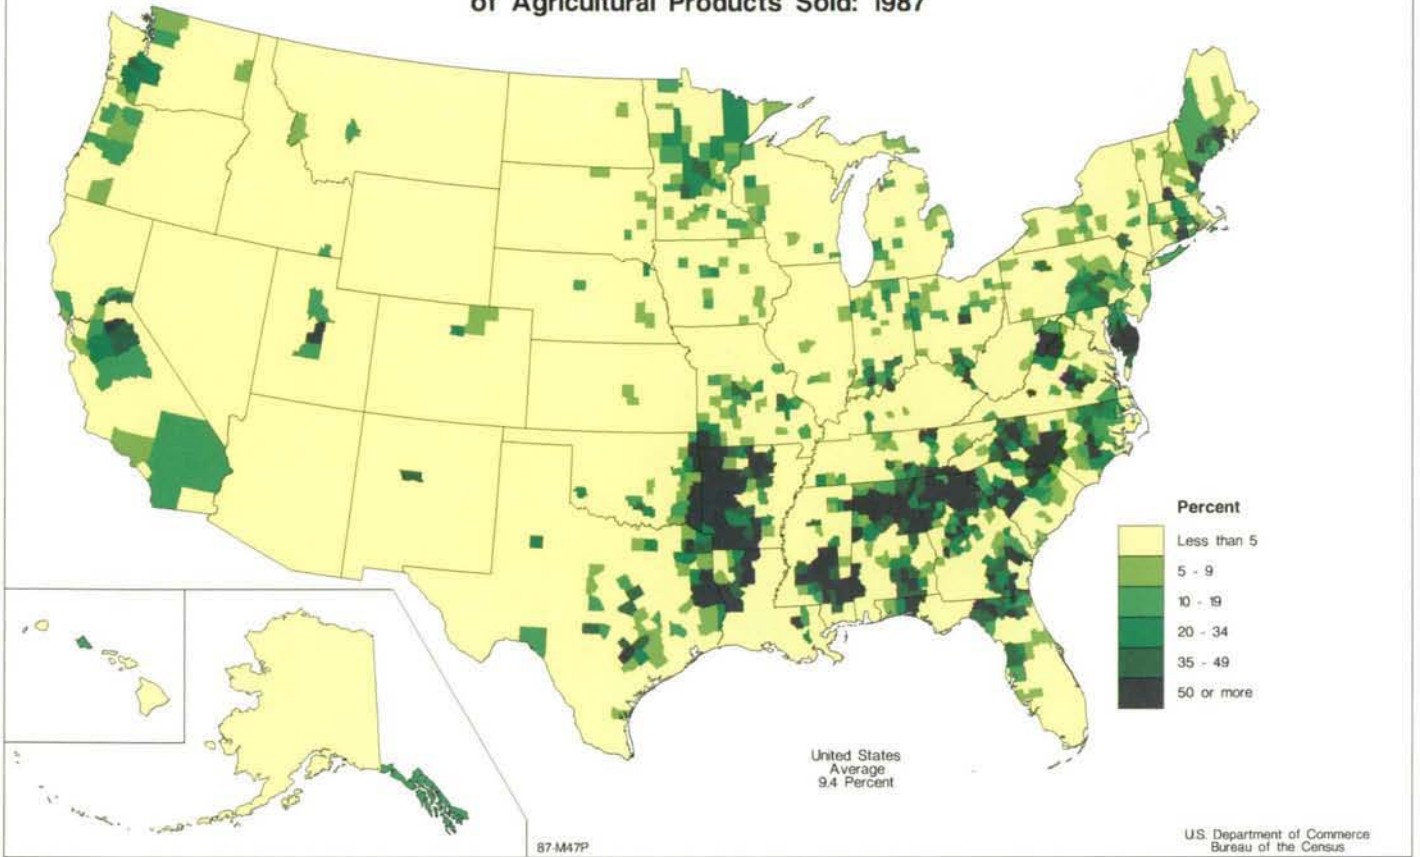 of Agricultural Products Sold: 1987
Percent
Less than 5
5 - 9
10 - 19
20 - 34
35 - 49
50 or more
United States
Average
9.4 Percent
87-M47P
U.S. Department of Commerce
Bureau of the Census